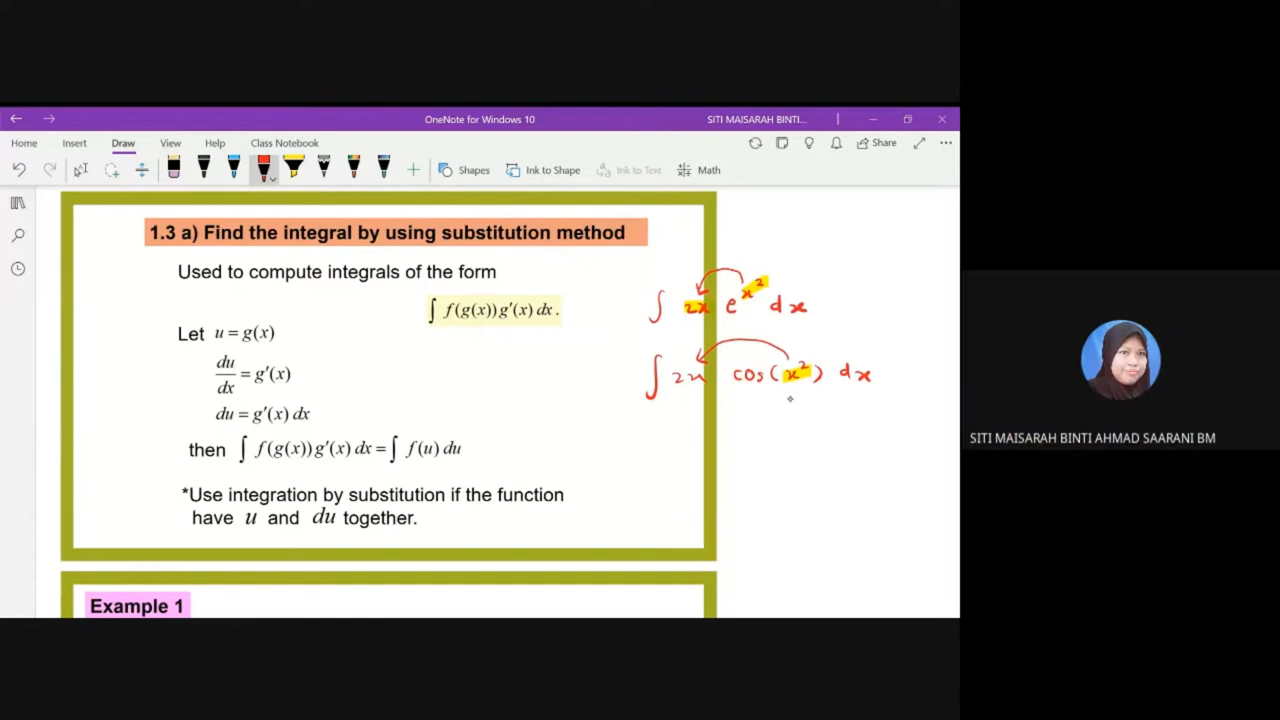 OneNote for Windows 10
SITI MAISARAH BINTI...
Home Insert Draw View Help Class Notebook
Share
Shapes Ink to Shape Ink to Text Math
1.3 a) Find the integral by using substitution method
Used to compute integrals of the form
∫ f(g(x))g′(x) dx.
Let u = g(x)
du/dx = g′(x)
du = g′(x) dx
then ∫ f(g(x))g′(x) dx = ∫ f(u) du
*Use integration by substitution if the function
have u and du together.
∫ 2x e^x² dx
∫ 2x cos(x²) dx
Example 1
SITI MAISARAH BINTI AHMAD SAARANI BM